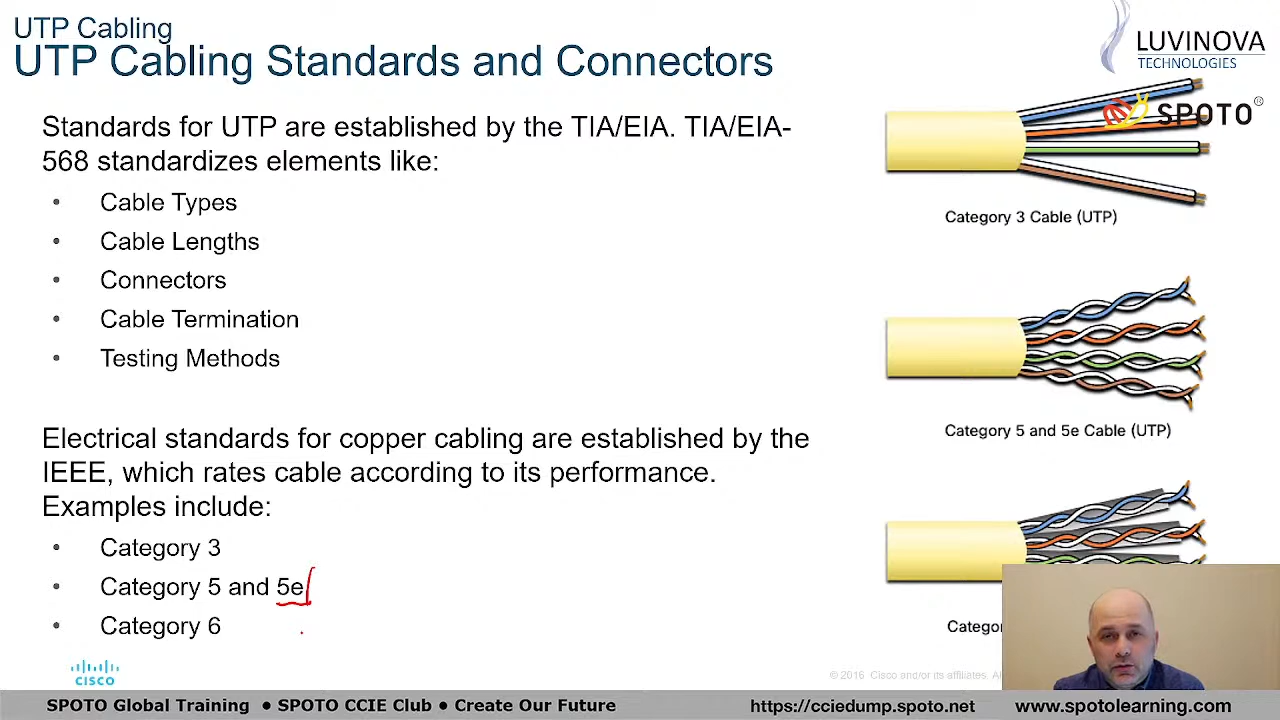 UTP Cabling
UTP Cabling Standards and Connectors
LUVINOVA
TECHNOLOGIES
SPOTO
Standards for UTP are established by the TIA/EIA. TIA/EIA-
568 standardizes elements like:
• Cable Types
• Cable Lengths
• Connectors
• Cable Termination
• Testing Methods
Category 3 Cable (UTP)
Category 5 and 5e Cable (UTP)
Electrical standards for copper cabling are established by the
IEEE, which rates cable according to its performance.
Examples include:
• Category 3
• Category 5 and 5e
• Category 6
CISCO
© 2016 Cisco and/or its affiliates.
SPOTO Global Training ● SPOTO CCIE Club ● Create Our Future
https://cciedump.spoto.net
www.spotolearning.com